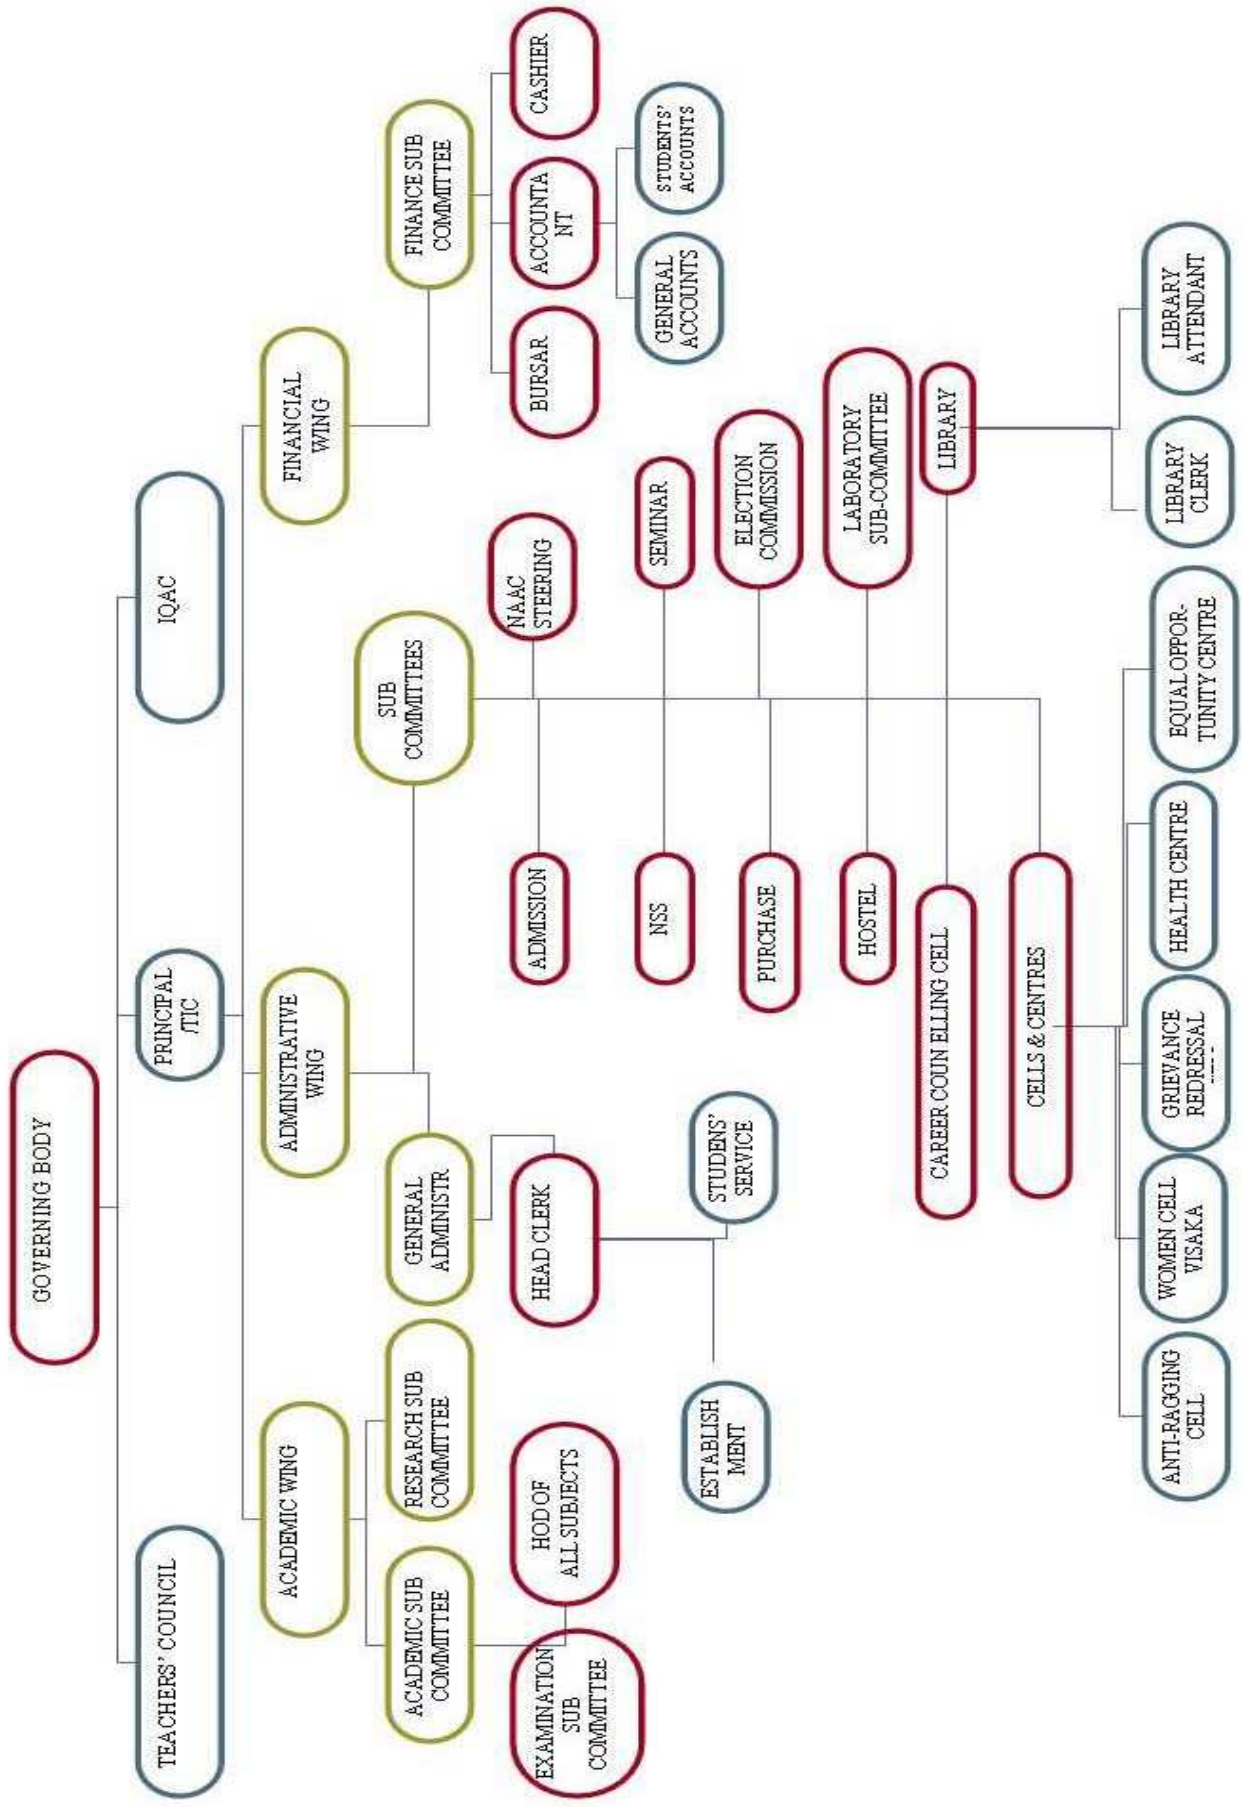 GOVERNING BODY
TEACHERS' COUNCIL
PRINCIPAL
/TIC
IQAC
ACADEMIC WING
ADMINISTRATIVE
WING
FINANCIAL
WING
ACADEMIC SUB
COMMITTEE
RESEARCH SUB
COMMITTEE
GENERAL
ADMINISTR
SUB
COMMITTEES
FINANCE SUB
COMMITTEE
EXAMINATION
SUB
COMMITTEE
HOD OF
ALL SUBJECTS
HEAD CLERK
ADMISSION
NAAC
STEERING
BURSAR
ACCOUNTA
NT
CASHIER
ESTABLISH
MENT
STUDENS'
SERVICE
NSS
SEMINAR
GENERAL
ACCOUNTS
STUDENTS'
ACCOUNTS
PURCHASE
ELECTION
COMMISSION
HOSTEL
LABORATORY
SUB-COMMITTEE
CAREER COUN ELLING CELL
LIBRARY
CELLS & CENTRES
ANTI-RAGGING
CELL
WOMEN CELL
VISAKA
GRIEVANCE
REDRESSAL
HEALTH CENTRE
EQUAL OPPOR-
TUNITY CENTRE
LIBRARY
CLERK
LIBRARY
ATTENDANT